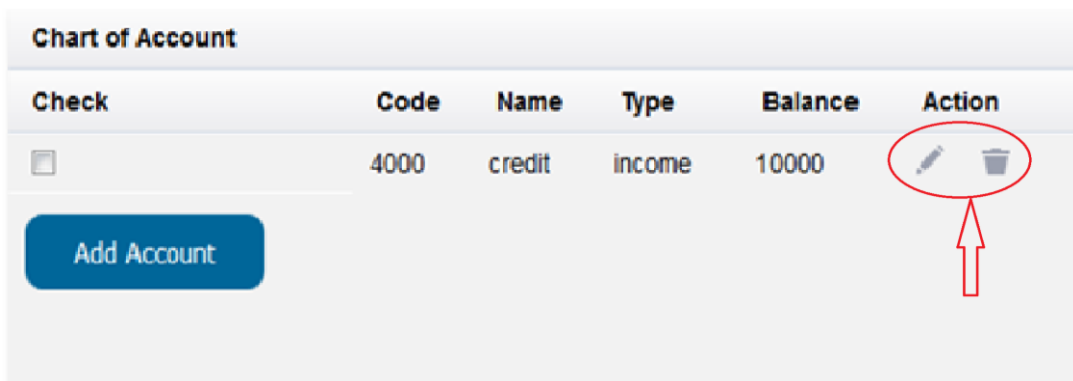 Chart of Account
Check Code Name Type Balance Action
4000 credit income 10000
Add Account